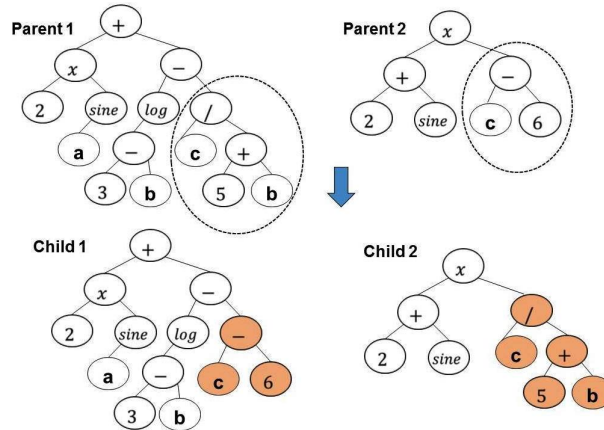 Parent 1
+
x
−
2
sine
log
/
a
−
c
+
3
b
5
b
Parent 2
x
+
−
2
sine
c
6
Child 1
+
x
−
2
sine
log
−
a
−
c
6
3
b
Child 2
x
+
/
2
sine
c
+
5
b